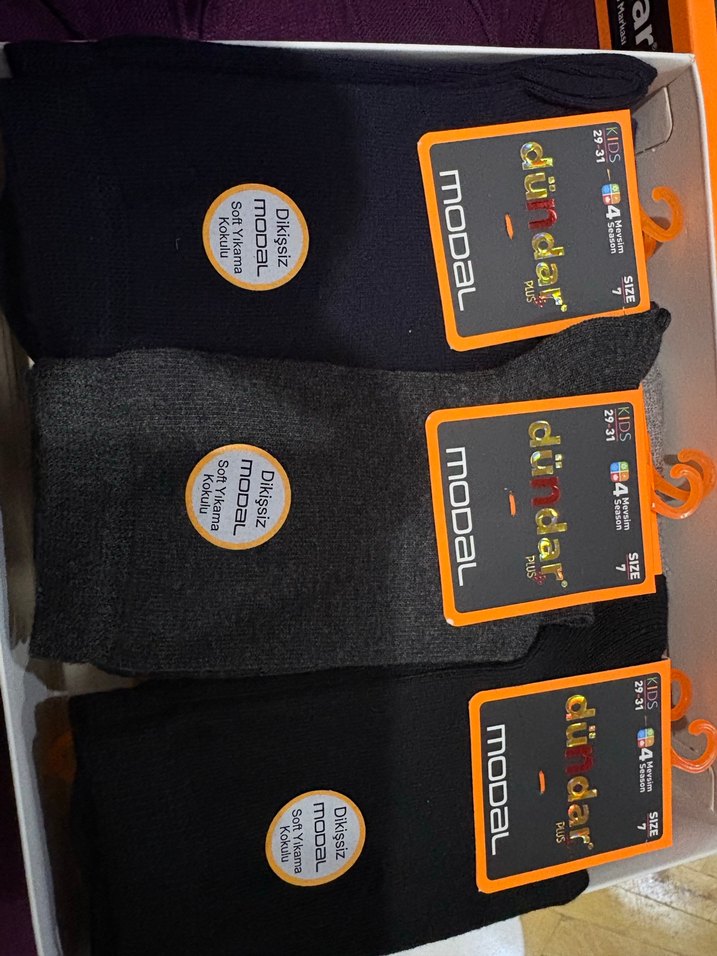 ar®
Markası
KIDS
29-31
4 Mevsim
Season
SIZE
7
dündar®
PLUS+
MODAL
Dikişsiz
MODAL
Soft Yıkama
Kokulu
KIDS
29-31
4 Mevsim
Season
SIZE
7
dündar®
PLUS+
MODAL
Dikişsiz
MODAL
Soft Yıkama
Kokulu
KIDS
29-31
4 Mevsim
Season
SIZE
7
dündar®
PLUS+
MODAL
Dikişsiz
MODAL
Soft Yıkama
Kokulu